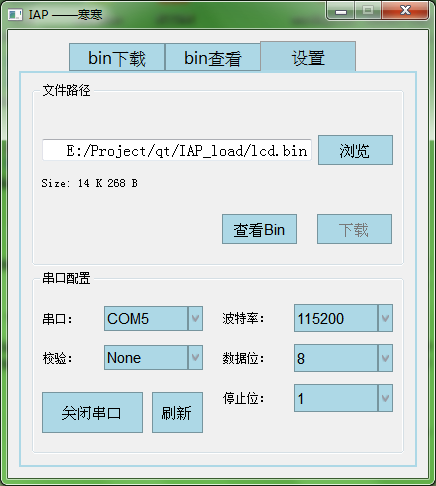 IAP ——寒寒
bin下载 bin查看 设置
文件路径
E:/Project/qt/IAP_load/lcd.bin 浏览
Size: 14 K 268 B
查看Bin 下载
串口配置
串口: COM5 波特率: 115200
校验: None 数据位: 8
停止位: 1
关闭串口 刷新